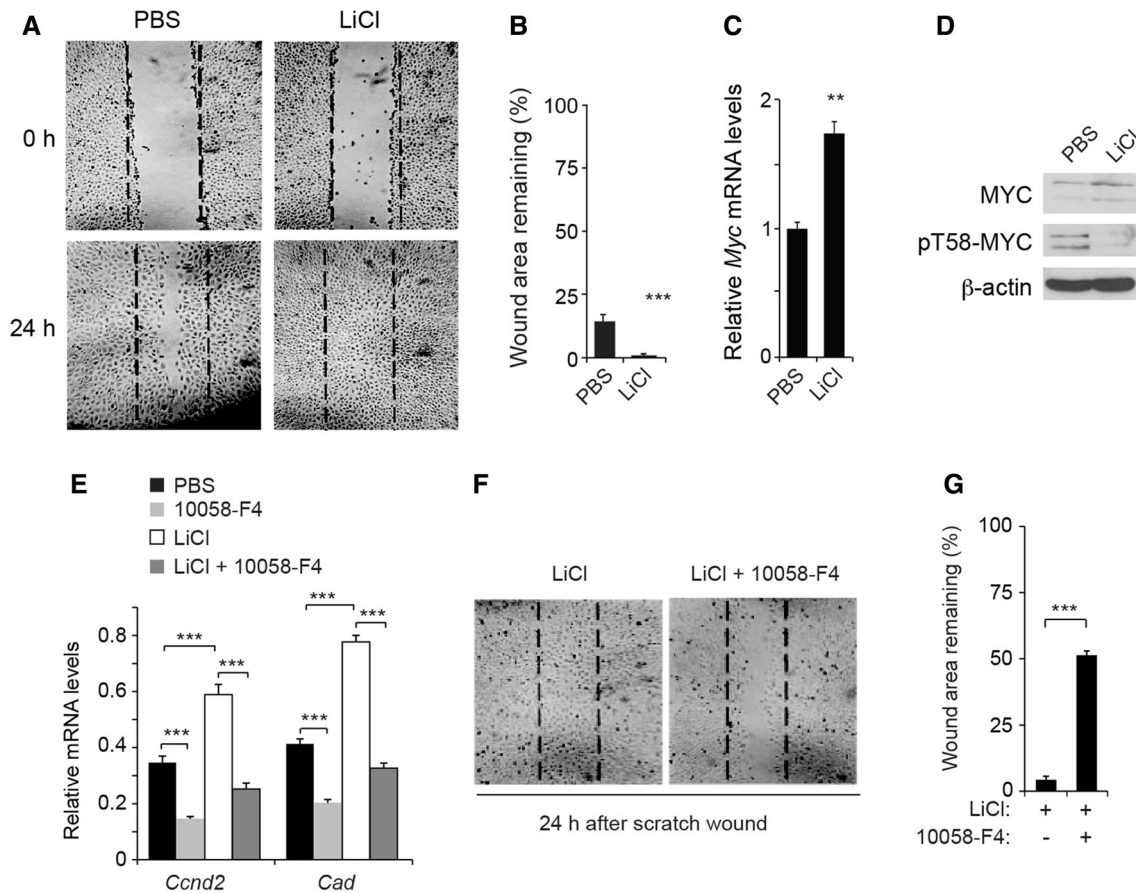 A
PBS
LiCl
0 h
24 h
B
Wound area remaining (%)
100
75
50
25
0
PBS
LiCl
***
C
Relative Myc mRNA levels
2
1
0
PBS
LiCl
**
D
PBS
LiCl
MYC
pT58-MYC
β-actin
E
PBS
10058-F4
LiCl
LiCl + 10058-F4
Relative mRNA levels
0.8
0.6
0.4
0.2
0
***
***
***
***
***
***
Ccnd2
Cad
F
LiCl
LiCl + 10058-F4
24 h after scratch wound
G
Wound area remaining (%)
100
75
50
25
0
***
LiCl: + +
10058-F4: - +